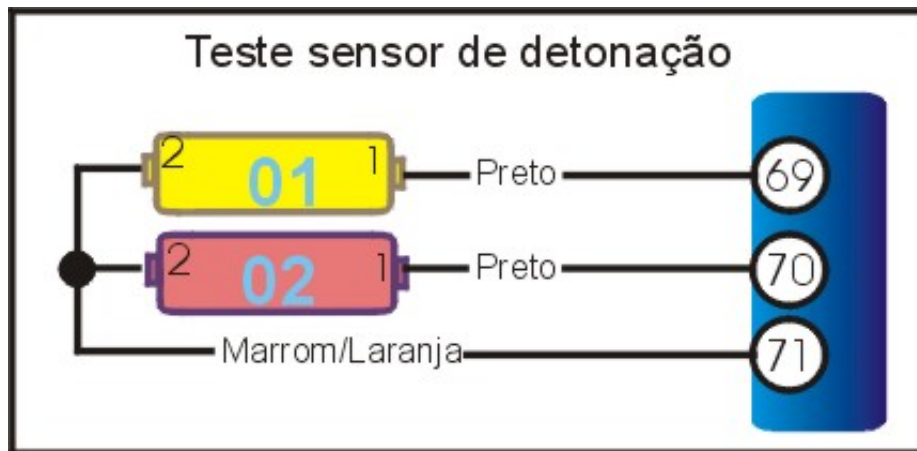 Teste sensor de detonação
2 01 1 Preto 69
2 02 1 Preto 70
Marrom/Laranja 71